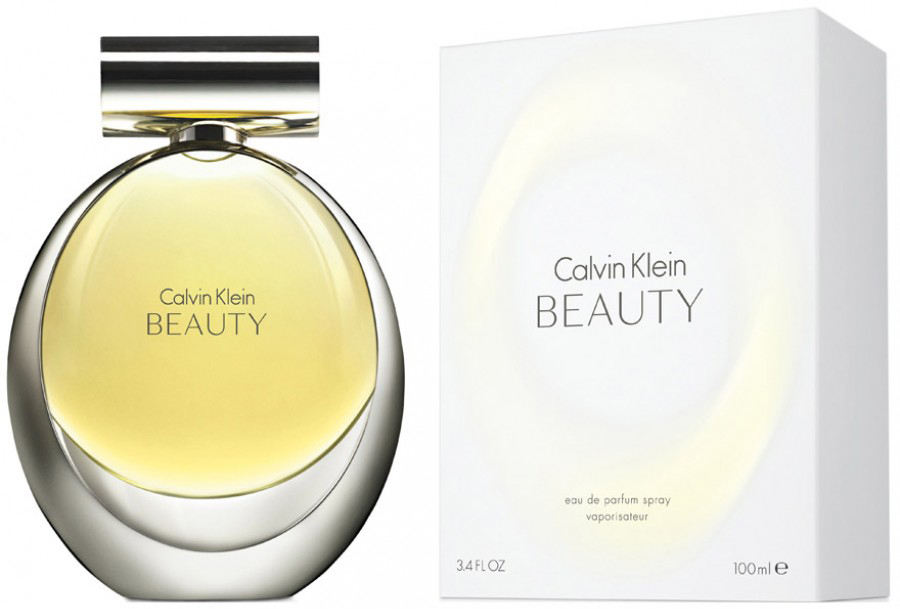 Calvin Klein
BEAUTY
Calvin Klein
BEAUTY
eau de parfum spray
vaporisateur
3.4 FL OZ
100ml ℮